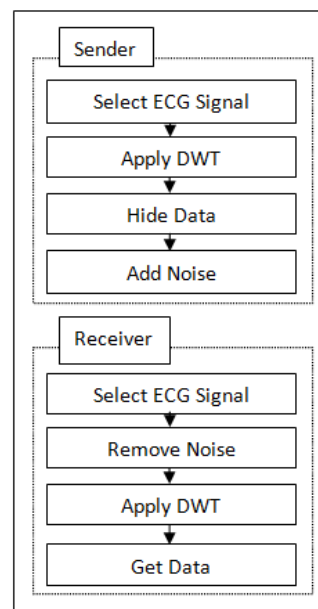 Sender
Select ECG Signal
Apply DWT
Hide Data
Add Noise
Receiver
Select ECG Signal
Remove Noise
Apply DWT
Get Data